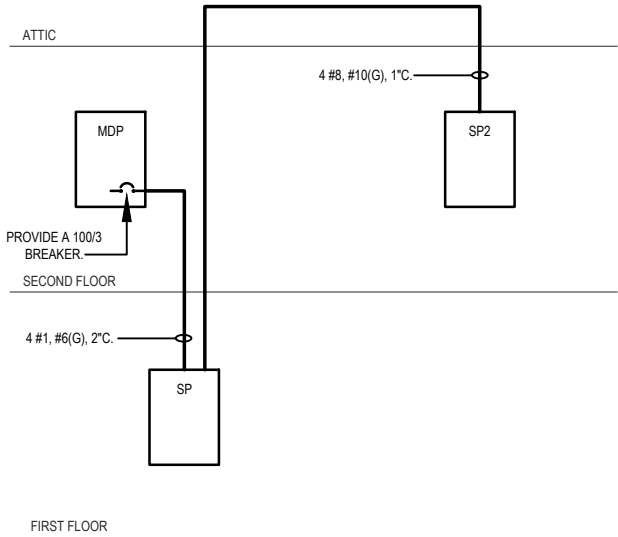 ATTIC
4 #8, #10(G), 1"C.
MDP
SP2
PROVIDE A 100/3
BREAKER.
SECOND FLOOR
4 #1, #6(G), 2"C.
SP
FIRST FLOOR